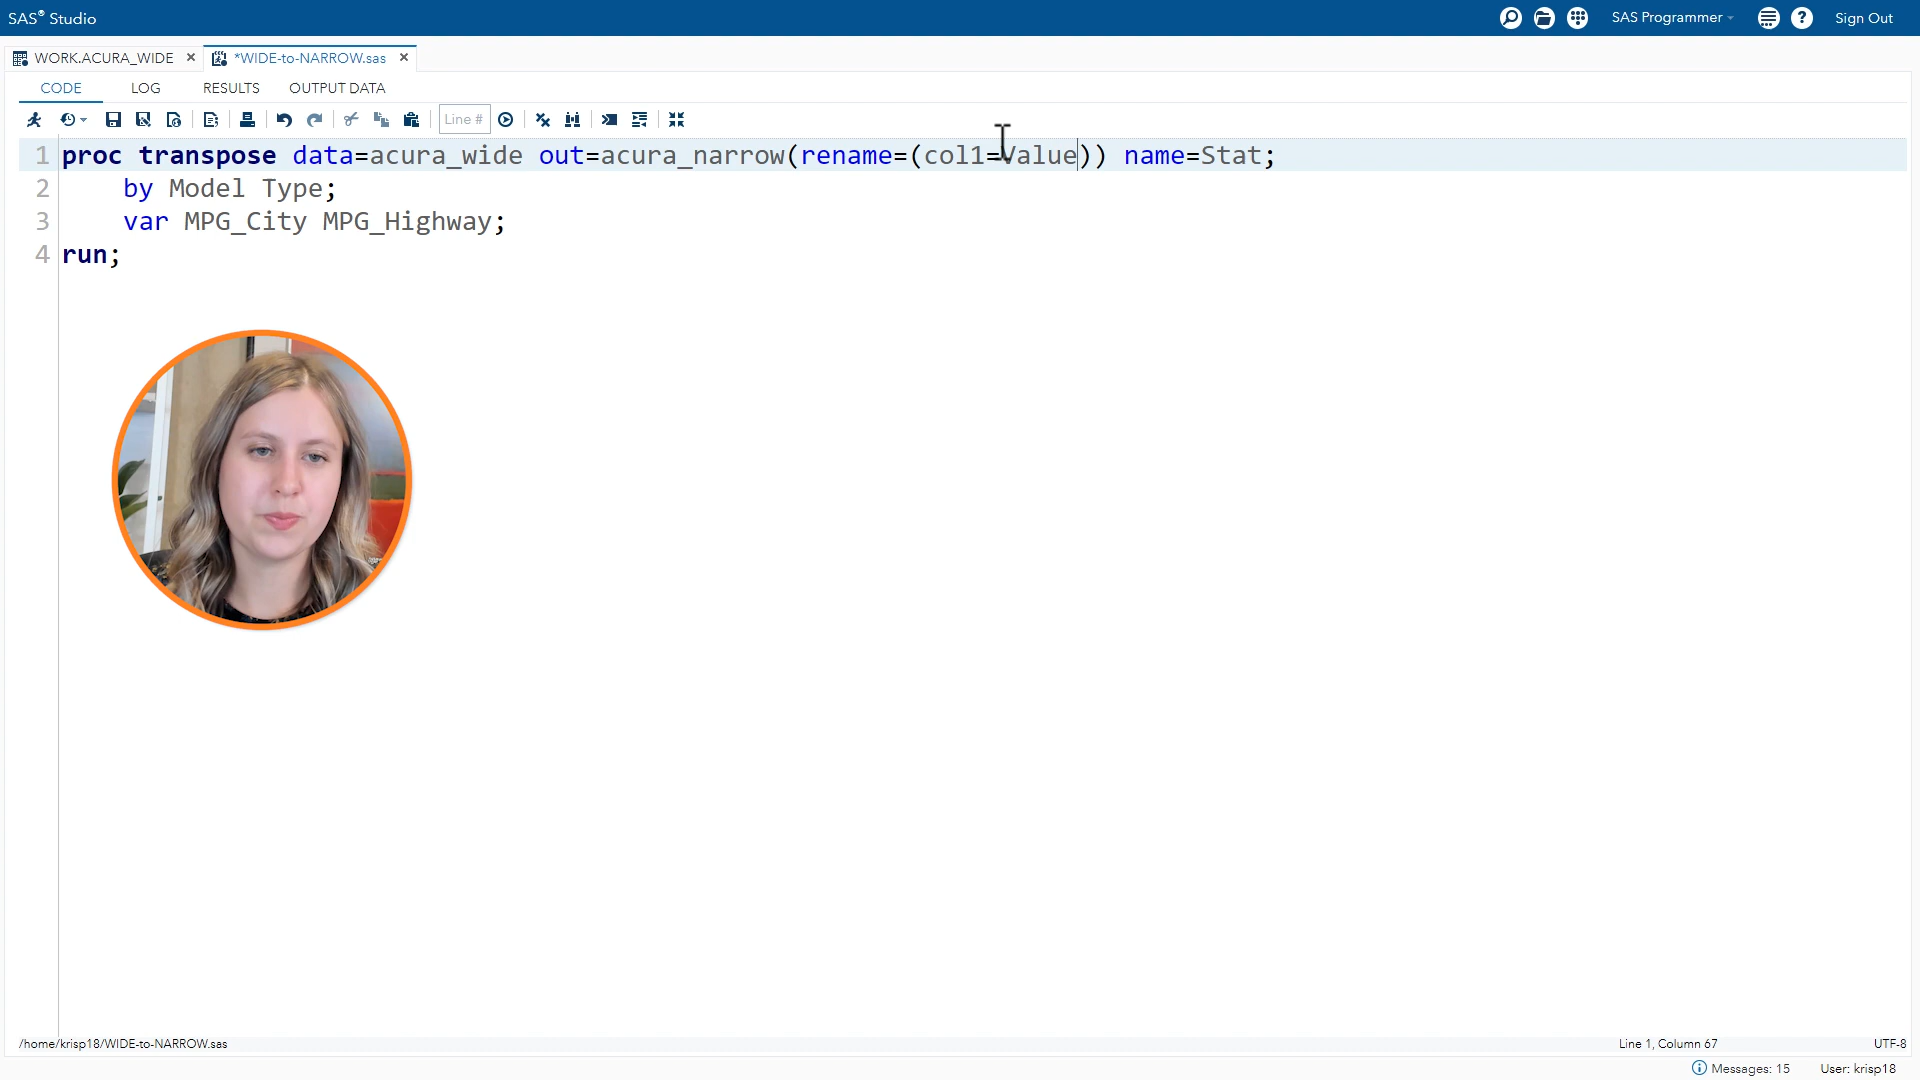 SAS® Studio
SAS Programmer
Sign Out
WORK.ACURA_WIDE
*WIDE-to-NARROW.sas
CODE LOG RESULTS OUTPUT DATA
Line #
1 proc transpose data=acura_wide out=acura_narrow(rename=(col1=Value)) name=Stat;
2 by Model Type;
3 var MPG_City MPG_Highway;
4 run;
/home/krisp18/WIDE-to-NARROW.sas
Line 1, Column 67
UTF-8
Messages: 15
User: krisp18